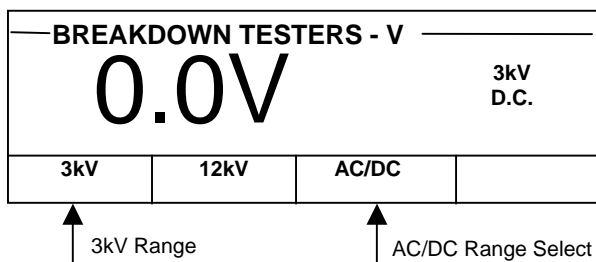 BREAKDOWN TESTERS - V
0.0V
3kV
D.C.
3kV 12kV AC/DC
3kV Range AC/DC Range Select